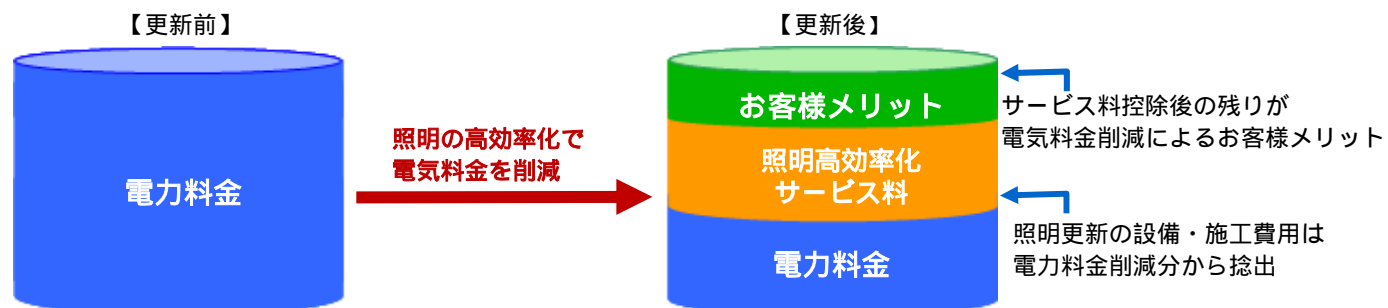 【更新前】
電力料金
照明の高効率化で
電気料金を削減
【更新後】
お客様メリット
照明高効率化
サービス料
電力料金
サービス料控除後の残りが
電気料金削減によるお客様メリット
照明更新の設備・施工費用は
電力料金削減分から捻出